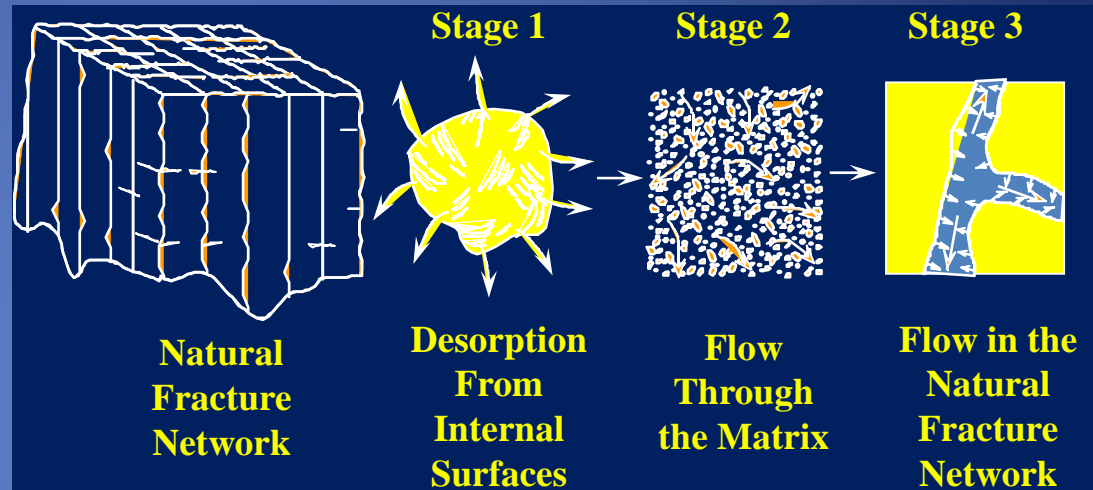 Stage 1
Stage 2
Stage 3
Natural
Fracture
Network
Desorption
From
Internal
Surfaces
Flow
Through
the Matrix
Flow in the
Natural
Fracture
Network